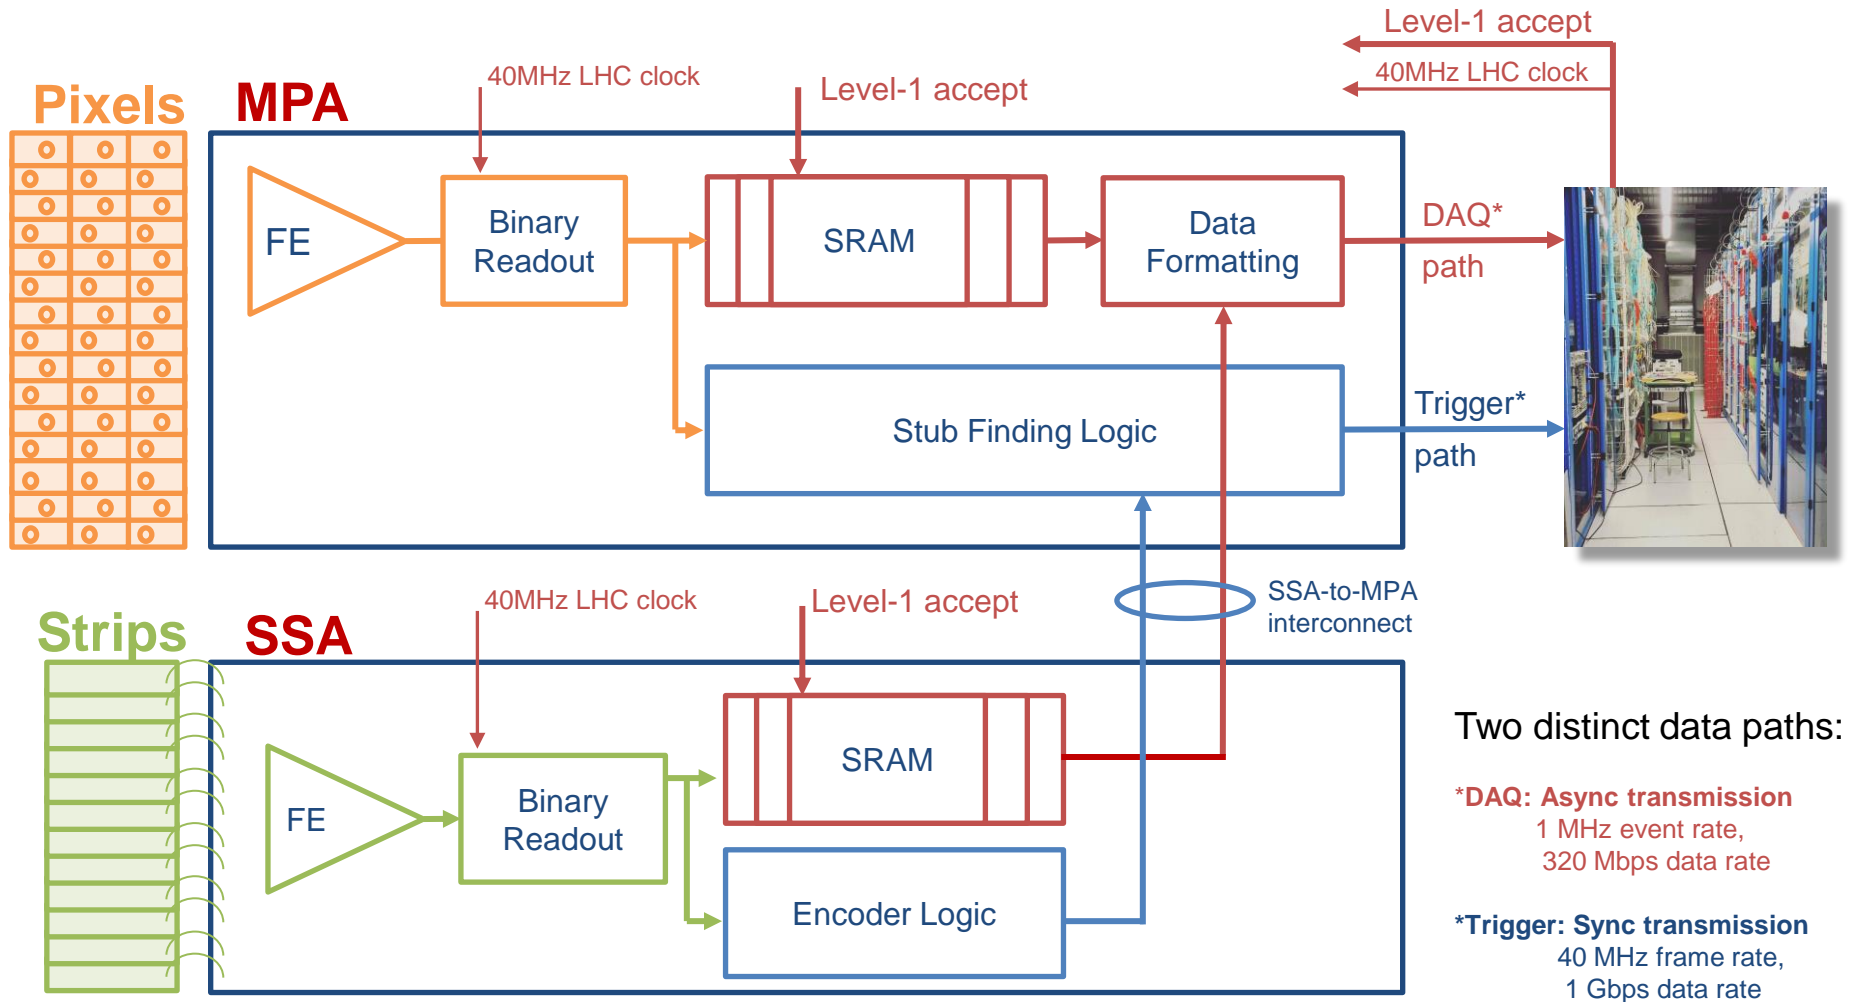 Level-1 accept
40MHz LHC clock
Pixels
MPA
40MHz LHC clock
Level-1 accept
FE
Binary
Readout
SRAM
Data
Formatting
DAQ*
path
Stub Finding Logic
Trigger*
path
SSA-to-MPA
interconnect
Strips
SSA
40MHz LHC clock
Level-1 accept
FE
Binary
Readout
SRAM
Encoder Logic
Two distinct data paths:
*DAQ: Async transmission
1 MHz event rate,
320 Mbps data rate
*Trigger: Sync transmission
40 MHz frame rate,
1 Gbps data rate